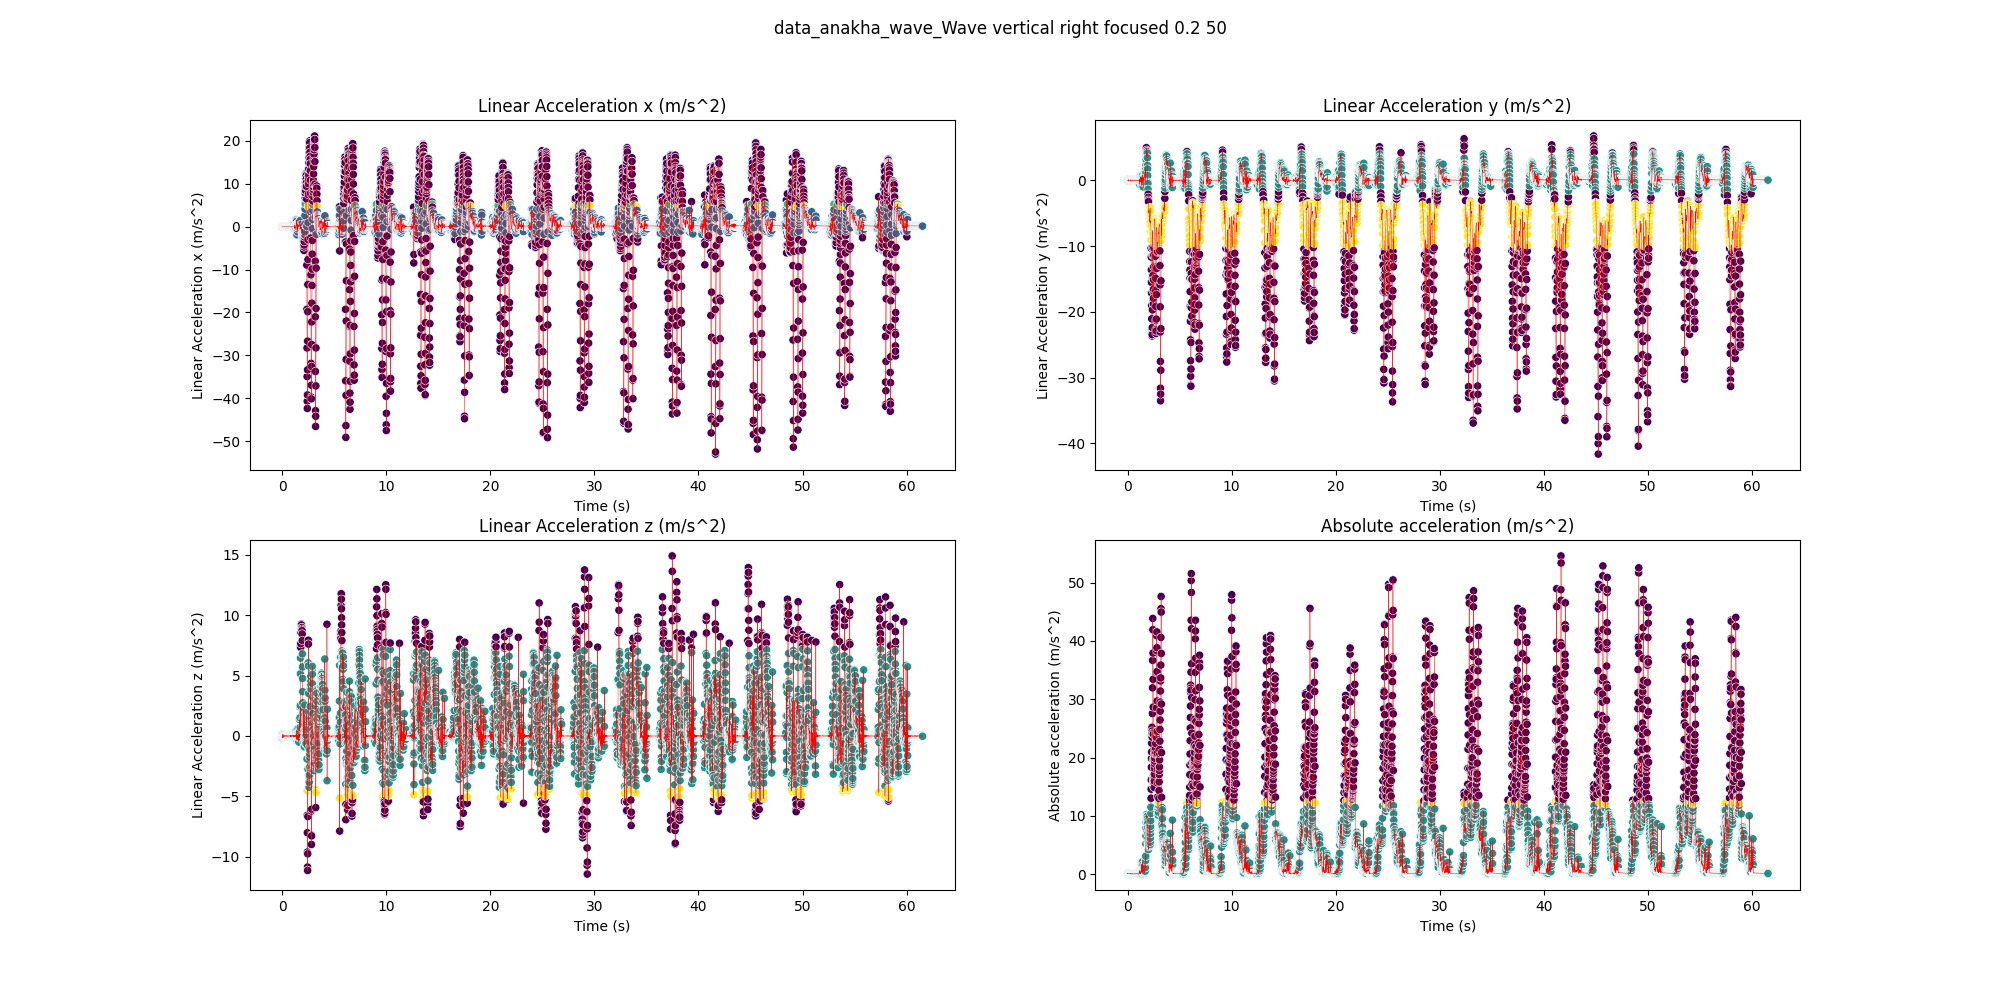 data_anakha_wave_Wave vertical right focused 0.2 50
Linear Acceleration x (m/s^2)
Linear Acceleration x (m/s^2)
20
10
0
−10
−20
−30
−40
−50
0 10 20 30 40 50 60
Time (s)
Linear Acceleration y (m/s^2)
Linear Acceleration y (m/s^2)
0
−10
−20
−30
−40
0 10 20 30 40 50 60
Time (s)
Linear Acceleration z (m/s^2)
Linear Acceleration z (m/s^2)
15
10
5
0
−5
−10
0 10 20 30 40 50 60
Time (s)
Absolute acceleration (m/s^2)
Absolute acceleration (m/s^2)
50
40
30
20
10
0
0 10 20 30 40 50 60
Time (s)